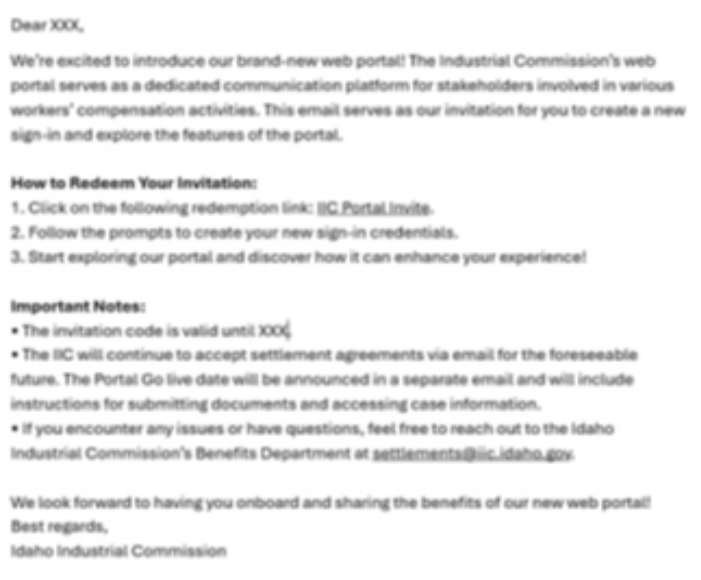 Dear XXX,
We're excited to introduce our brand-new web portal! The Industrial Commission's web
portal serves as a dedicated communication platform for stakeholders involved in various
workers' compensation activities. This email serves as our invitation for you to create a new
sign-in and explore the features of the portal.
How to Redeem Your Invitation:
1. Click on the following redemption link: IIC Portal Invite.
2. Follow the prompts to create your new sign-in credentials.
3. Start exploring our portal and discover how it can enhance your experience!
Important Notes:
• The invitation code is valid until XXX.
• The IIC will continue to accept settlement agreements via email for the foreseeable
future. The Portal Go live date will be announced in a separate email and will include
instructions for submitting documents and accessing case information.
• If you encounter any issues or have questions, feel free to reach out to the Idaho
Industrial Commission's Benefits Department at settlements@iic.idaho.gov.
We look forward to having you onboard and sharing the benefits of our new web portal!
Best regards,
Idaho Industrial Commission